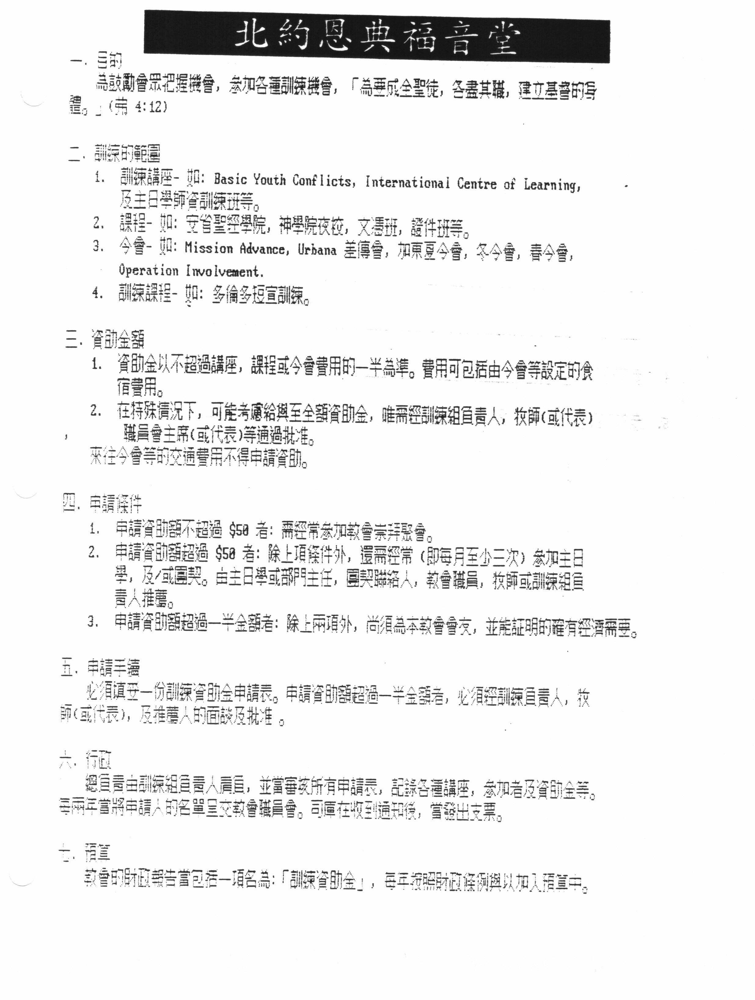 北約恩典福音堂
一. 目的
為鼓勵會眾把握機會, 參加各種訓練機會, 「為要成全聖徒, 各盡其職, 建立基督的身
體。」(弗 4:12)
二. 訓練的範圍
1. 訓練講座- 如: Basic Youth Conflicts, International Centre of Learning,
及主日學師資訓練班等。
2. 課程- 如: 安省聖經學院, 神學院夜校, 文憑班, 證件班等。
3. 今會- 如: Mission Advance, Urbana 差傳會, 加東夏今會, 冬今會, 春今會,
Operation Involvement.
4. 訓練課程- 如: 多倫多短宣訓練。
三. 資助金額
1. 資助金以不超過講座, 課程或今會費用的一半為準。費用可包括由今會等設定的食
宿費用。
2. 在特殊情況下, 可能考慮給與至全額資助金, 唯需經訓練組負責人, 牧師(或代表)
, 職員會主席(或代表)等通過批准。
來往今會等的交通費用不得申請資助。
四. 申請條件
1. 申請資助額不超過 $50 者: 需經常參加教會崇拜聚會。
2. 申請資助額超過 $50 者: 除上項條件外, 還需經常 (即每月至少三次) 參加主日
學, 及/或團契。由主日學或部門主任, 團契聯絡人, 教會職員, 牧師或訓練組負
責人推薦。
3. 申請資助額超過一半金額者: 除上兩項外, 尚須為本教會會友, 並能証明的確有經濟需要。
五. 申請手續
必須填妥一份訓練資助金申請表。申請資助額超過一半金額者, 必須經訓練負責人, 牧
師(或代表), 及推薦人的面談及批准 。
六. 行政
總負責由訓練組負責人肩負, 並當審核所有申請表, 記錄各種講座, 參加者及資助金等。
每兩年當將申請人的名單呈交教會職員會。司庫在收到通知後, 當發出支票。
七. 預算
教會的財政報告當包括一項名為:「訓練資助金」, 每年按照財政條例與以加入預算中。